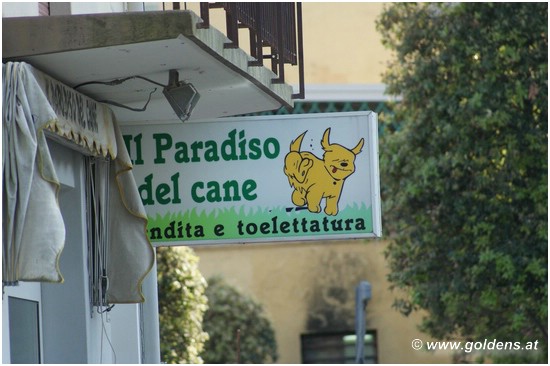 Il Paradiso
del cane
ndita e toelettatura
© www.goldens.at